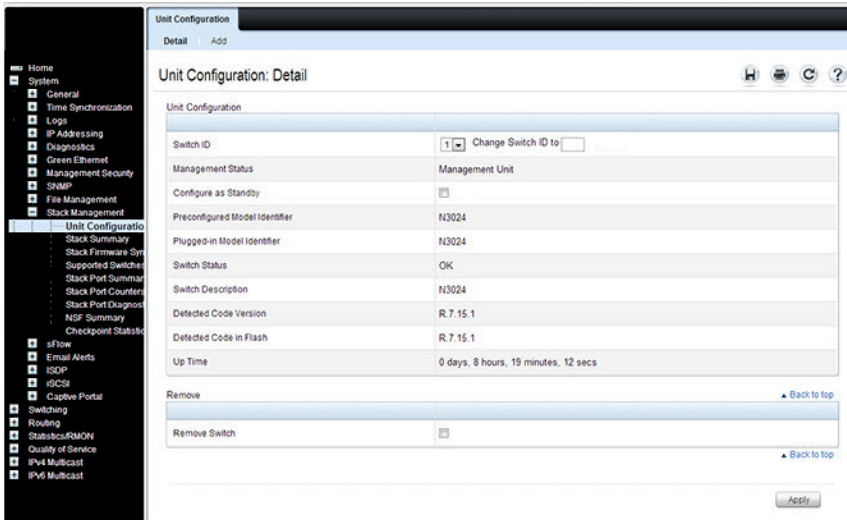 Unit Configuration
Detail Add
Home
System
General
Time Synchronization
Logs
IP Addressing
Diagnostics
Green Ethernet
Management Security
SNMP
File Management
Stack Management
Unit Configuratio
Stack Summary
Stack Firmware Syn
Supported Switches
Stack Port Summar
Stack Port Counters
Stack Port Diagnost
NSF Summary
Checkpoint Statistic
sFlow
Email Alerts
ISDP
iSCSI
Captive Portal
Switching
Routing
Statistics/RMON
Quality of Service
IPv4 Multicast
IPv6 Multicast
Unit Configuration: Detail
Unit Configuration
Switch ID 1 Change Switch ID to
Management Status Management Unit
Configure as Standby
Preconfigured Model Identifier N3024
Plugged-in Model Identifier N3024
Switch Status OK
Switch Description N3024
Detected Code Version R.7.15.1
Detected Code in Flash R.7.15.1
Up Time 0 days, 8 hours, 19 minutes, 12 secs
Remove Back to top
Remove Switch
Back to top
Apply